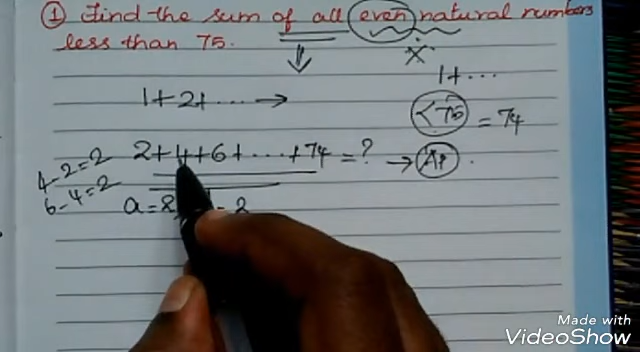 ① Find the sum of all even natural numbers
less than 75.
X
1+ ...
1+2+ ....
<75 = 74
2+4+6+ ....+74 = ?
AP
4-2=2
6-4=2
a=2, = 2
Made with
VideoShow